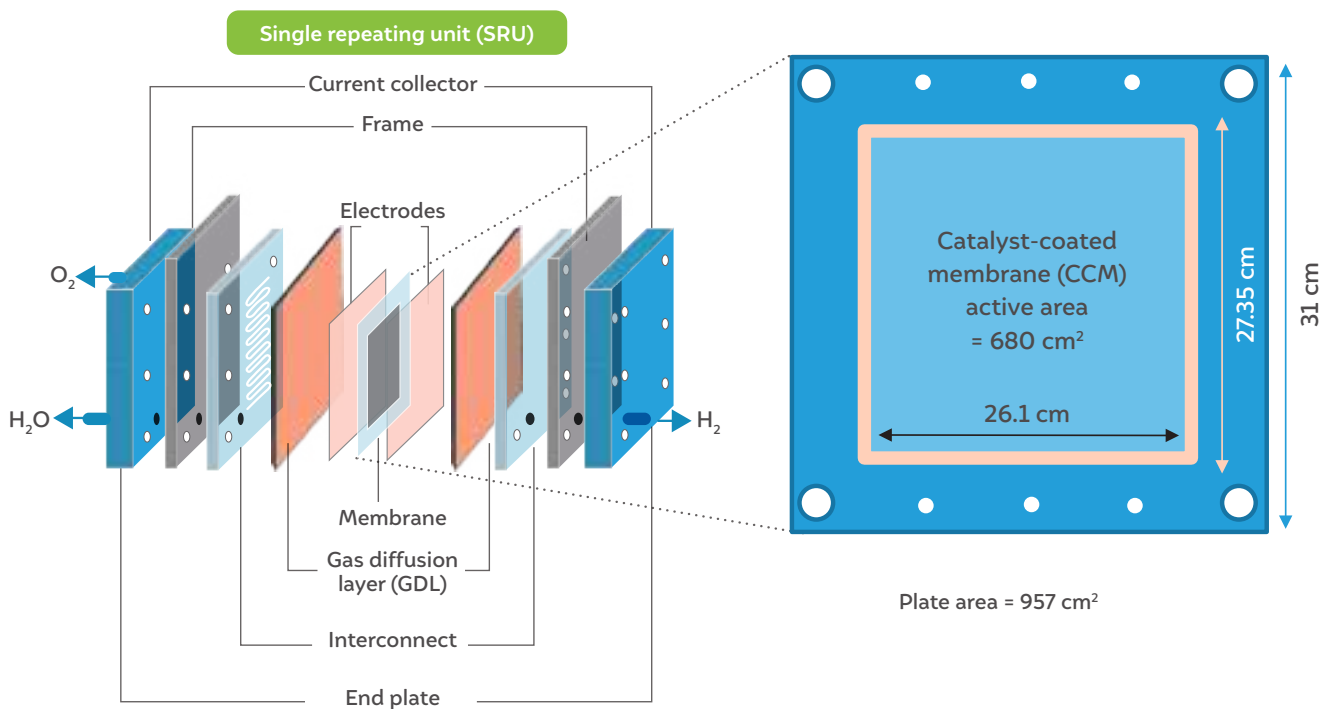 Single repeating unit (SRU)
Current collector
Frame
Electrodes
O₂
H₂O
H₂
Membrane
Gas diffusion
layer (GDL)
Interconnect
End plate
Catalyst-coated
membrane (CCM)
active area
= 680 cm²
26.1 cm
27.35 cm
31 cm
Plate area = 957 cm²